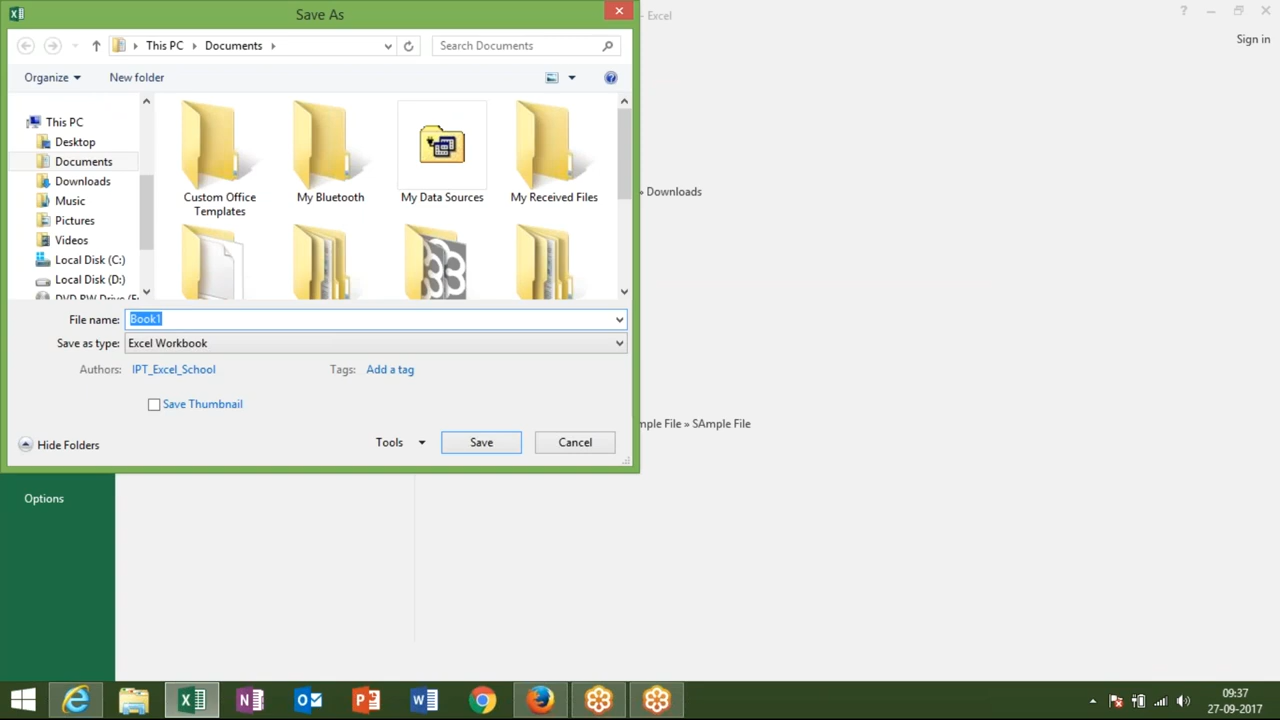 Save As
- Excel
Sign in
This PC
Documents
Search Documents
Organize
New folder
This PC
Desktop
Documents
Downloads
Music
Pictures
Videos
Local Disk (C:)
Local Disk (D:)
DVD RW Drive (E:
Custom Office
Templates
My Bluetooth
My Data Sources
My Received Files
» Downloads
File name: Book1
Save as type: Excel Workbook
Authors: IPT_Excel_School
Tags: Add a tag
Save Thumbnail
mple File » SAmple File
Hide Folders
Tools
Save
Cancel
Options
09:37
27-09-2017